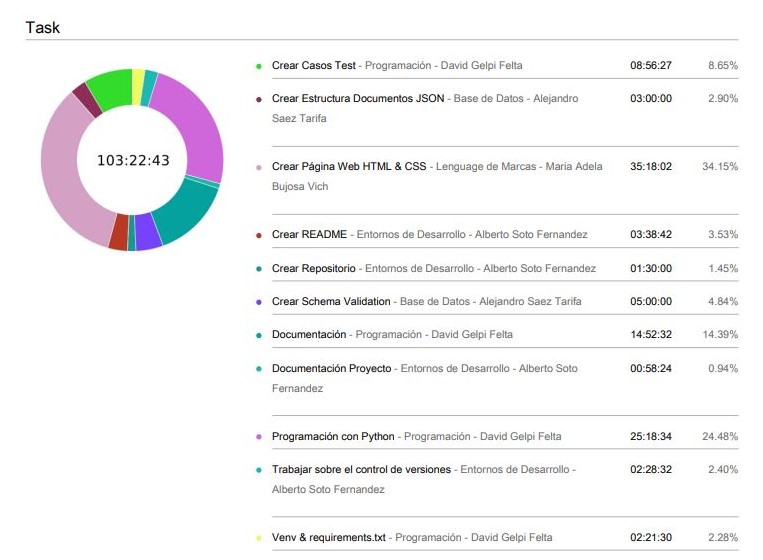 Task
103:22:43
Crear Casos Test - Programación - David Gelpi Felta 08:56:27 8.65%
Crear Estructura Documentos JSON - Base de Datos - Alejandro 03:00:00 2.90%
Saez Tarifa
Crear Página Web HTML & CSS - Lenguage de Marcas - Maria Adela 35:18:02 34.15%
Bujosa Vich
Crear README - Entornos de Desarrollo - Alberto Soto Fernandez 03:38:42 3.53%
Crear Repositorio - Entornos de Desarrollo - Alberto Soto Fernandez 01:30:00 1.45%
Crear Schema Validation - Base de Datos - Alejandro Saez Tarifa 05:00:00 4.84%
Documentación - Programación - David Gelpi Felta 14:52:32 14.39%
Documentación Proyecto - Entornos de Desarrollo - Alberto Soto 00:58:24 0.94%
Fernandez
Programación con Python - Programación - David Gelpi Felta 25:18:34 24.48%
Trabajar sobre el control de versiones - Entornos de Desarrollo - 02:28:32 2.40%
Alberto Soto Fernandez
Venv & requirements.txt - Programación - David Gelpi Felta 02:21:30 2.28%